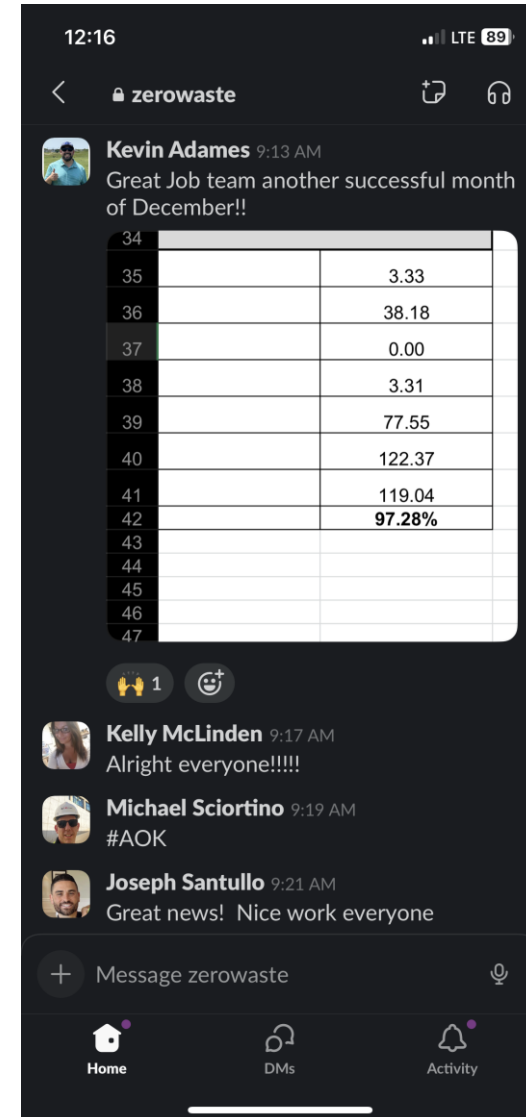 12:16 LTE 89
zerowaste
Kevin Adames 9:13 AM
Great Job team another successful month
of December!!
34
35 3.33
36 38.18
37 0.00
38 3.31
39 77.55
40 122.37
41 119.04
42 97.28%
43
44
45
46
47
1
Kelly McLinden 9:17 AM
Alright everyone!!!!!
Michael Sciortino 9:19 AM
#AOK
Joseph Santullo 9:21 AM
Great news! Nice work everyone
Message zerowaste
Home DMs Activity